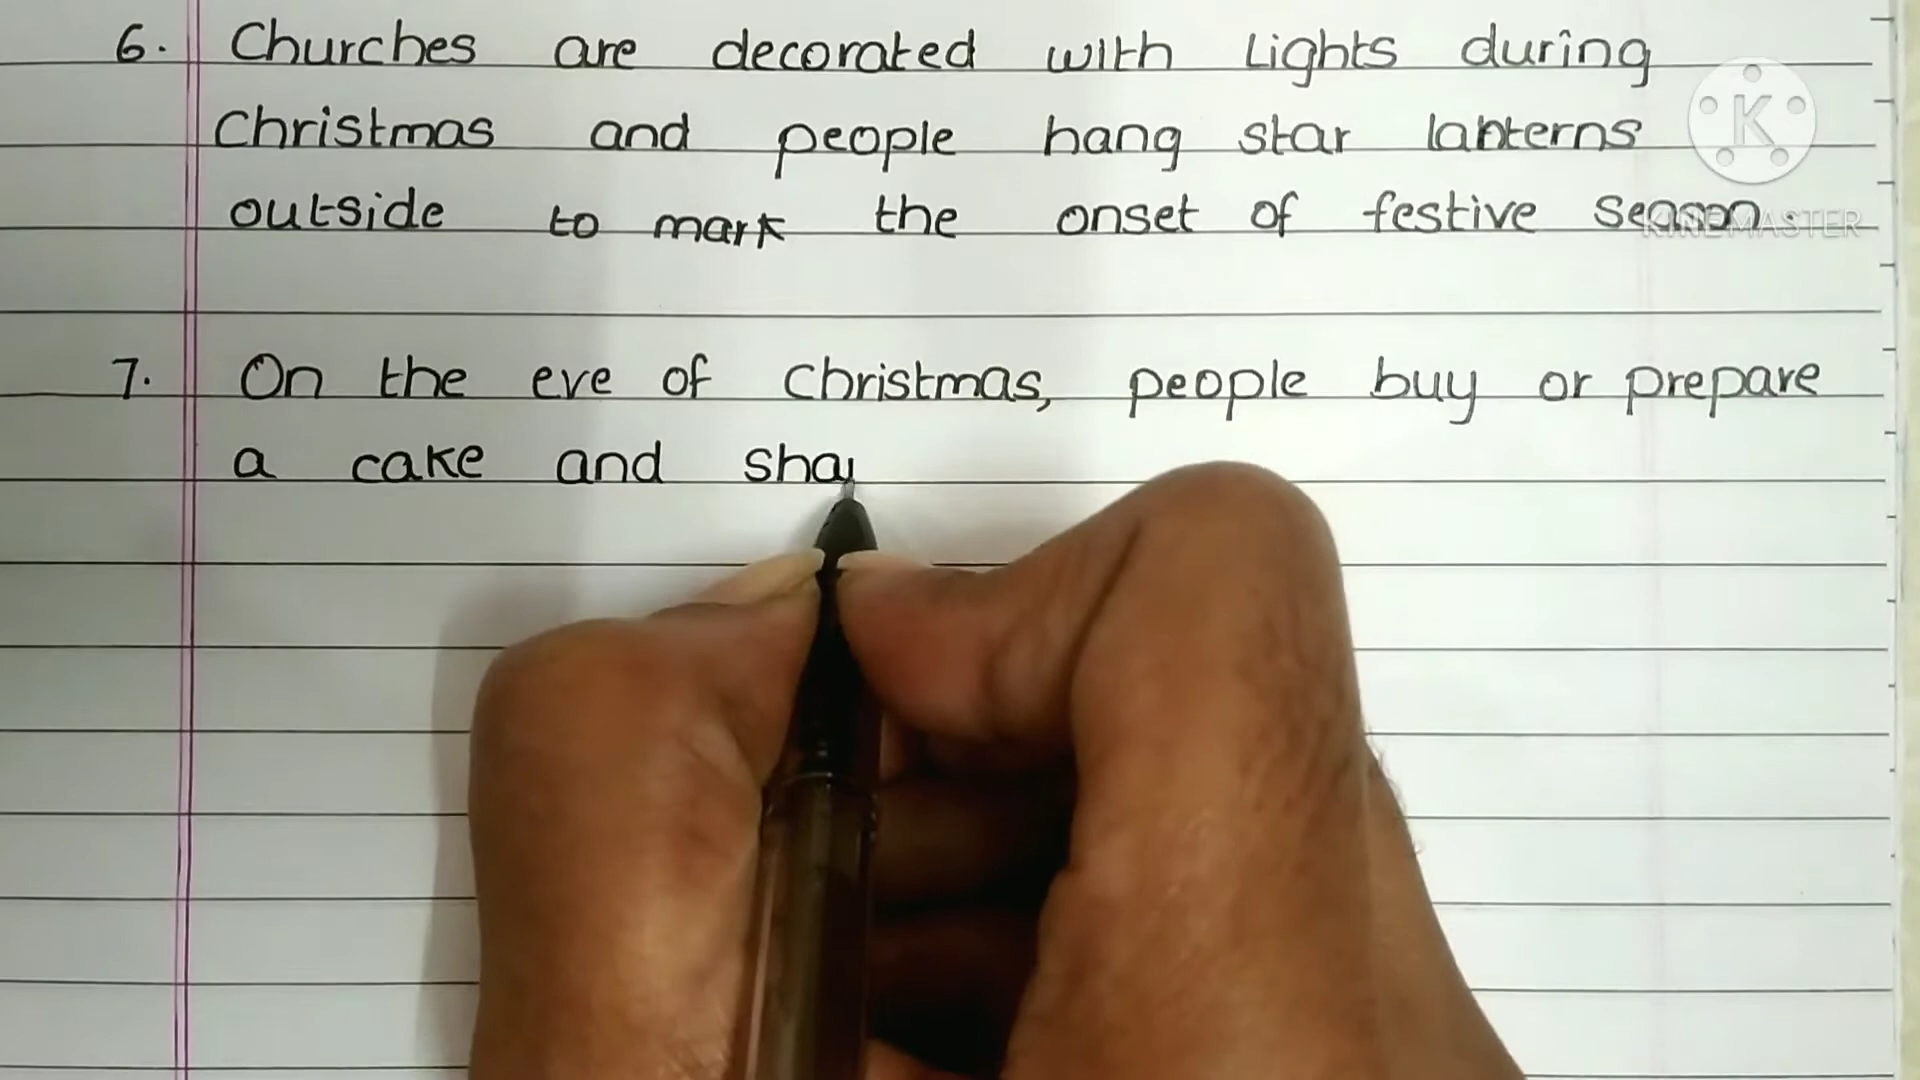 6. Churches are decorated with Lights during
Christmas and people hang star lanterns
outside to mark the onset of festive season
7. On the eve of Christmas, people buy or prepare
a cake and sha
K
KINEMASTER